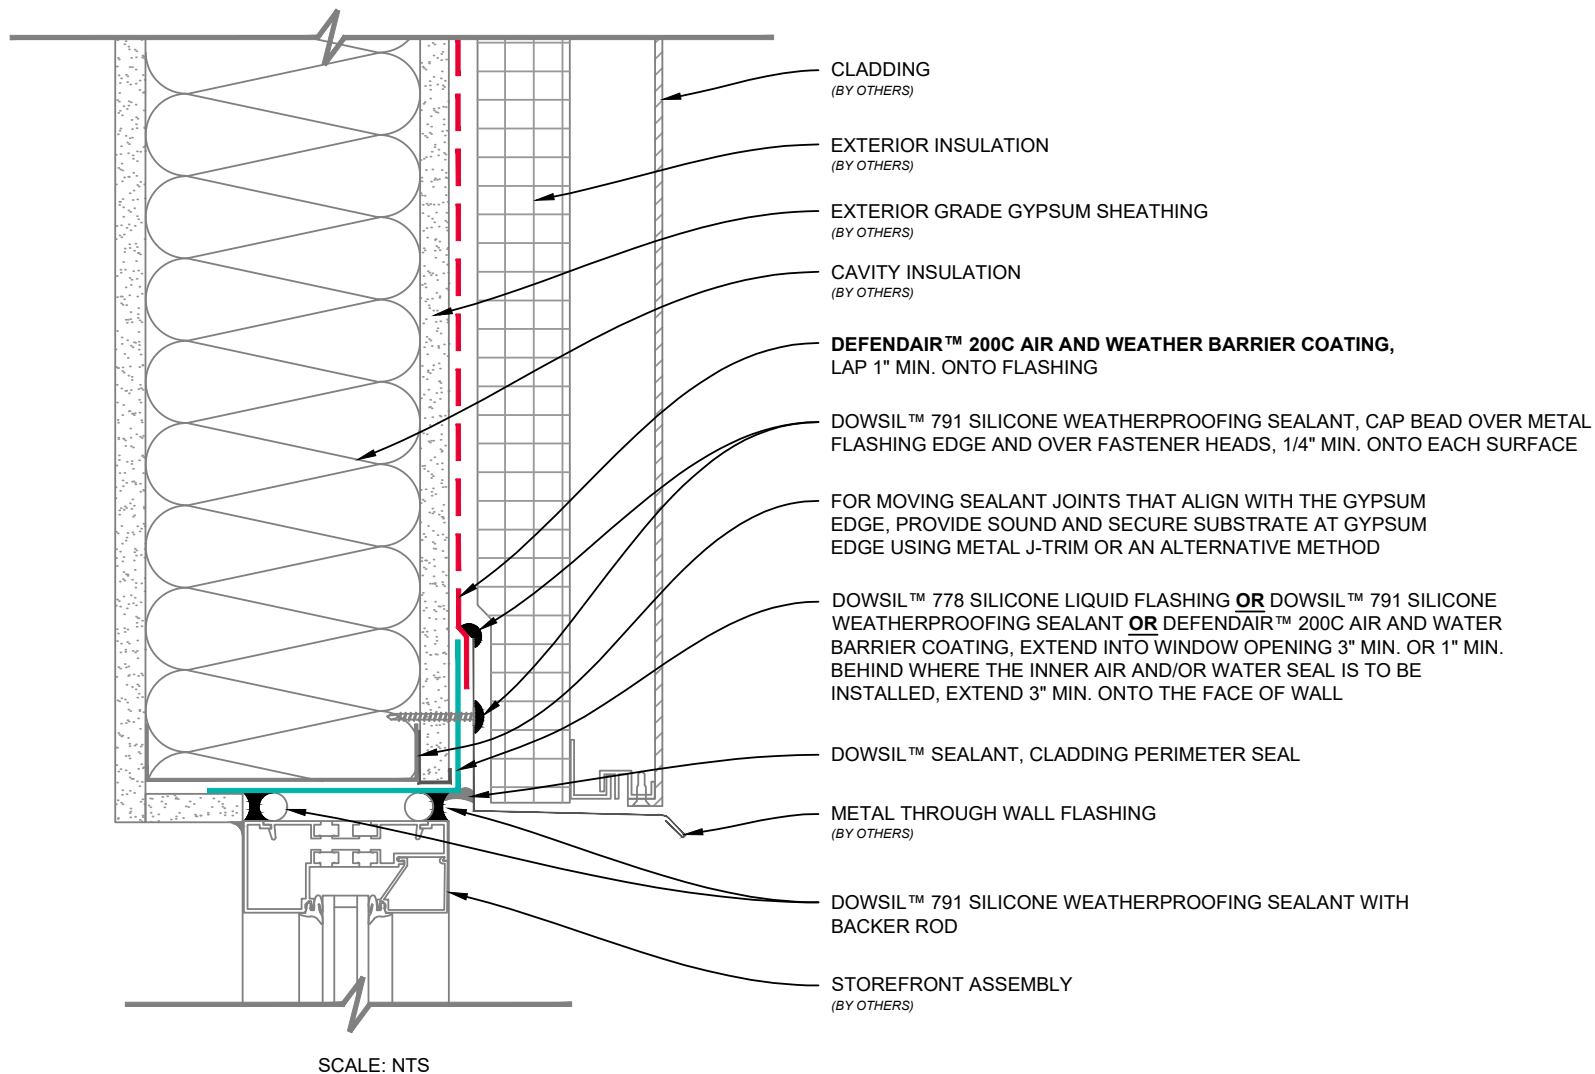 CLADDING
(BY OTHERS)
EXTERIOR INSULATION
(BY OTHERS)
EXTERIOR GRADE GYPSUM SHEATHING
(BY OTHERS)
CAVITY INSULATION
(BY OTHERS)
DEFENDAIR™ 200C AIR AND WEATHER BARRIER COATING,
LAP 1" MIN. ONTO FLASHING
DOWSIL™ 791 SILICONE WEATHERPROOFING SEALANT, CAP BEAD OVER METAL
FLASHING EDGE AND OVER FASTENER HEADS, 1/4" MIN. ONTO EACH SURFACE
FOR MOVING SEALANT JOINTS THAT ALIGN WITH THE GYPSUM
EDGE, PROVIDE SOUND AND SECURE SUBSTRATE AT GYPSUM
EDGE USING METAL J-TRIM OR AN ALTERNATIVE METHOD
DOWSIL™ 778 SILICONE LIQUID FLASHING OR DOWSIL™ 791 SILICONE
WEATHERPROOFING SEALANT OR DEFENDAIR™ 200C AIR AND WATER
BARRIER COATING, EXTEND INTO WINDOW OPENING 3" MIN. OR 1" MIN.
BEHIND WHERE THE INNER AIR AND/OR WATER SEAL IS TO BE
INSTALLED, EXTEND 3" MIN. ONTO THE FACE OF WALL
DOWSIL™ SEALANT, CLADDING PERIMETER SEAL
METAL THROUGH WALL FLASHING
(BY OTHERS)
DOWSIL™ 791 SILICONE WEATHERPROOFING SEALANT WITH
BACKER ROD
STOREFRONT ASSEMBLY
(BY OTHERS)
SCALE: NTS